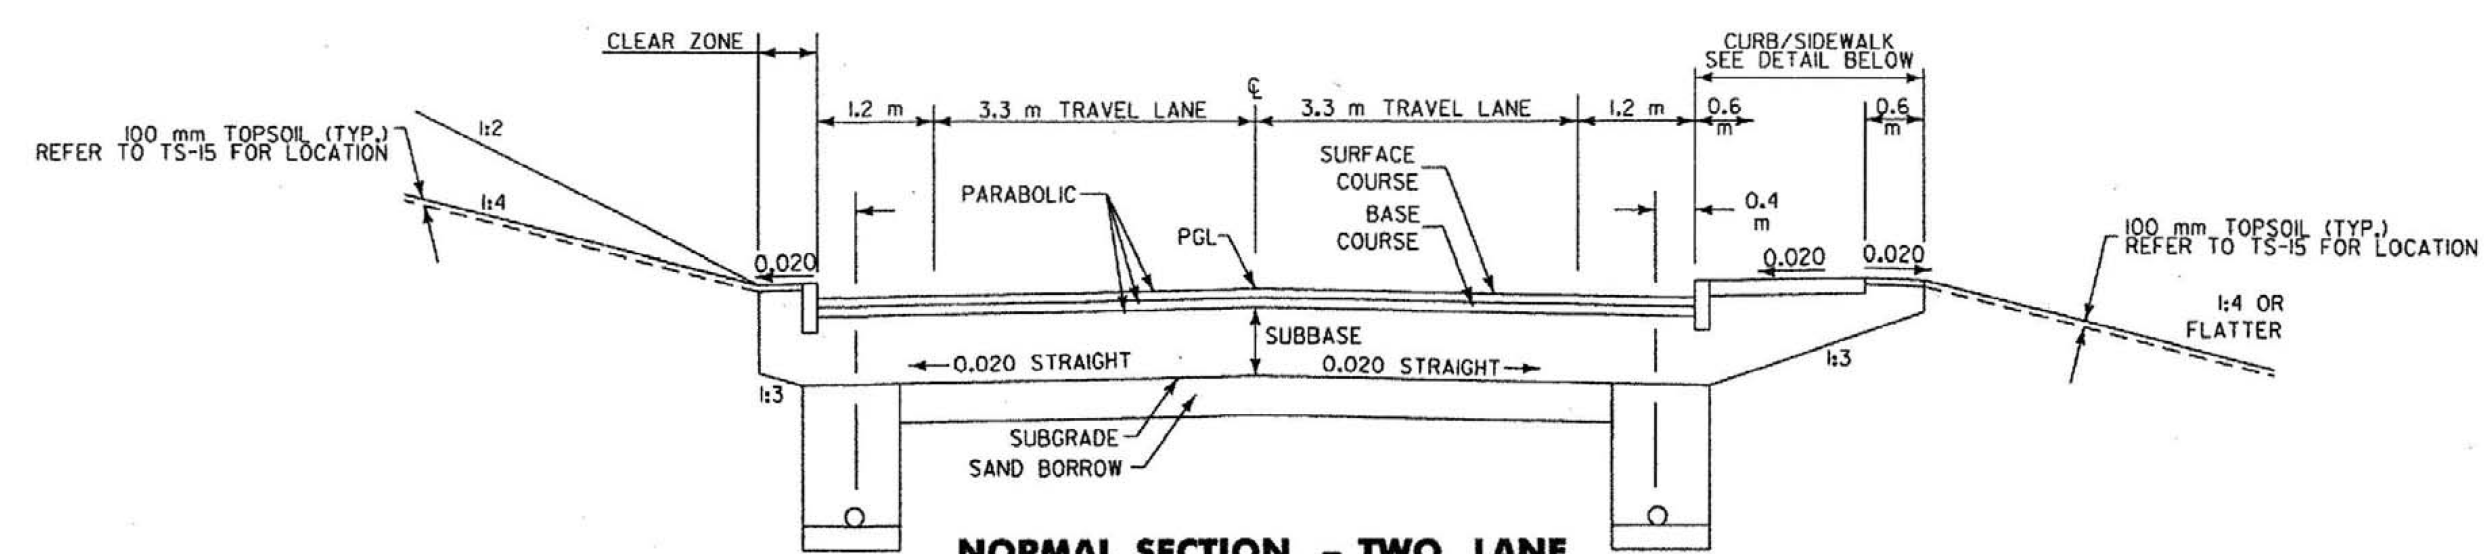 CLEAR ZONE
CURB/SIDEWALK
SEE DETAIL BELOW
℄
1.2 m
3.3 m TRAVEL LANE
3.3 m TRAVEL LANE
1.2 m
0.6
m
0.6
m
100 mm TOPSOIL (TYP.)
REFER TO TS-15 FOR LOCATION
1:2
1:4
PARABOLIC
SURFACE
COURSE
BASE
COURSE
PGL
0.4
m
0.020
0.020
0.020
100 mm TOPSOIL (TYP.)
REFER TO TS-15 FOR LOCATION
1:4 OR
FLATTER
SUBBASE
0.020 STRAIGHT
0.020 STRAIGHT
1:3
1:3
SUBGRADE
SAND BORROW
NORMAL SECTION - TWO LANE